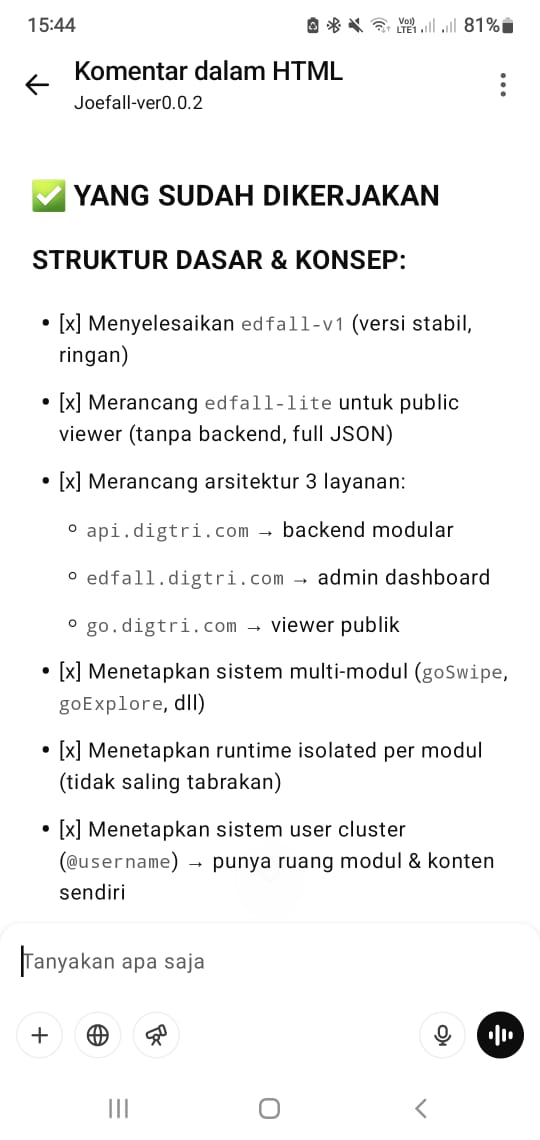 15:44
Vo))
LTE1
81%
Komentar dalam HTML
Joefall-ver0.0.2
✅ YANG SUDAH DIKERJAKAN
STRUKTUR DASAR & KONSEP:
• [x] Menyelesaikan edfall-v1 (versi stabil,
ringan)
• [x] Merancang edfall-lite untuk public
viewer (tanpa backend, full JSON)
• [x] Merancang arsitektur 3 layanan:
◦ api.digtri.com → backend modular
◦ edfall.digtri.com → admin dashboard
◦ go.digtri.com → viewer publik
• [x] Menetapkan sistem multi-modul (goSwipe,
goExplore, dll)
• [x] Menetapkan runtime isolated per modul
(tidak saling tabrakan)
• [x] Menetapkan sistem user cluster
(@username) → punya ruang modul & konten
sendiri
Tanyakan apa saja